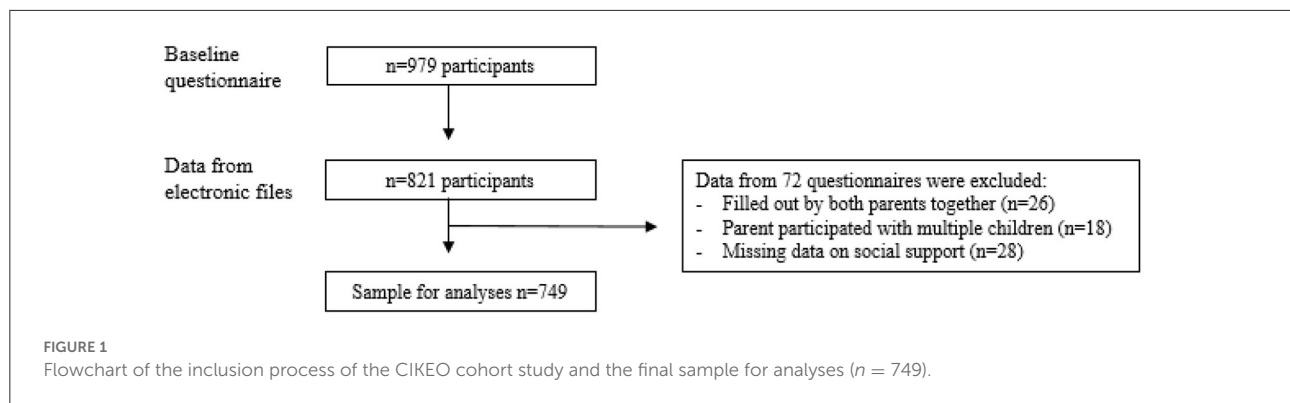 Baseline
questionnaire
n=979 participants
Data from
electronic files
n=821 participants
Data from 72 questionnaires were excluded:
- Filled out by both parents together (n=26)
- Parent participated with multiple children (n=18)
- Missing data on social support (n=28)
Sample for analyses n=749
FIGURE 1
Flowchart of the inclusion process of the CIKEO cohort study and the final sample for analyses (n = 749).